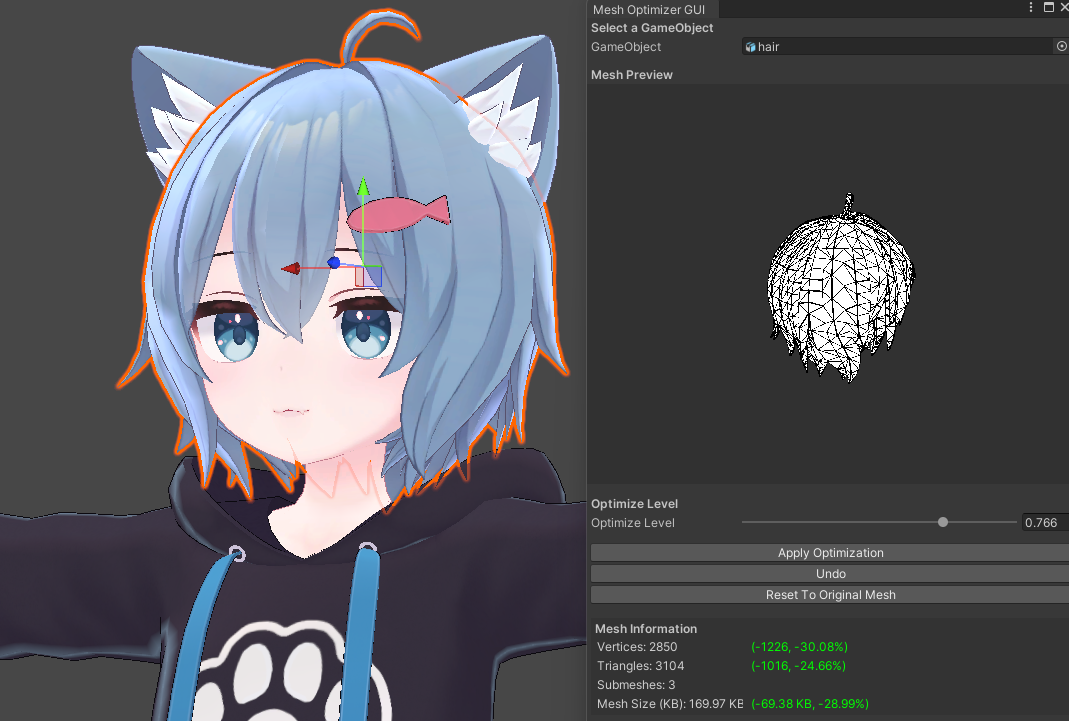 Mesh Optimizer GUI
Select a GameObject
GameObject hair
Mesh Preview
Optimize Level
Optimize Level 0.766
Apply Optimization
Undo
Reset To Original Mesh
Mesh Information
Vertices: 2850 (-1226, -30.08%)
Triangles: 3104 (-1016, -24.66%)
Submeshes: 3
Mesh Size (KB): 169.97 KB (-69.38 KB, -28.99%)